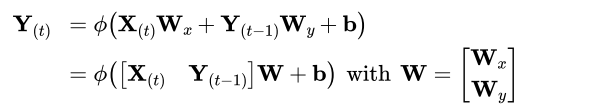 Y(t) = ϕ(X(t)Wx + Y(t−1)Wy + b)
= ϕ([X(t) Y(t−1)]W + b) with W = [Wx
Wy]